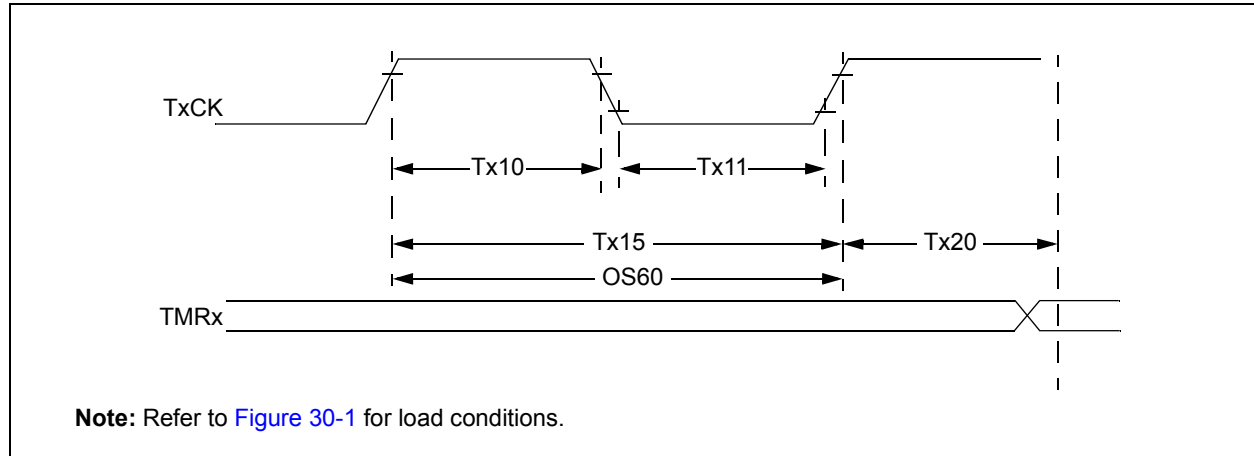 TxCK
Tx10
Tx11
Tx15
Tx20
OS60
TMRx
Note: Refer to Figure 30-1 for load conditions.